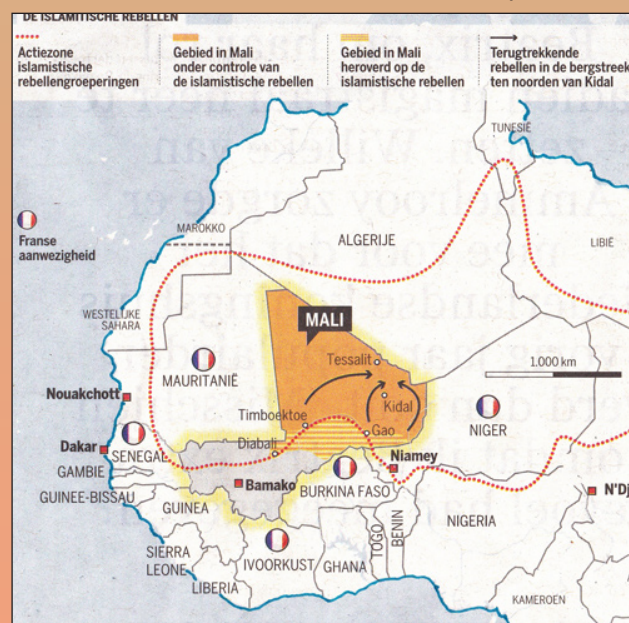 DE ISLAMITISCHE REBELLEN
Actiezone
islamistische
rebellengroeperingen
Gebied in Mali
onder controle van
de islamistische rebellen
Gebied in Mali
heroverd op de
islamitische rebellen
Terugtrekkende
rebellen in de bergstreek
ten noorden van Kidal
TUNESIË
Franse
aanwezigheid
MAROKKO
ALGERIJE
LIBIË
WESTELIJKE
SAHARA
MALI
Tessalit
1.000 km
MAURITANIË
Nouakchott
Kidal
Timboektoe
NIGER
Gao
Diabali
Dakar
SENEGAL
Niamey
GAMBIE
Bamako
BURKINA FASO
N'Dj
GUINEE-BISSAU
GUINEA
NIGERIA
TOGO
BENIN
SIERRA
LEONE
IVOORKUST
GHANA
LIBERIA
KAMEROEN